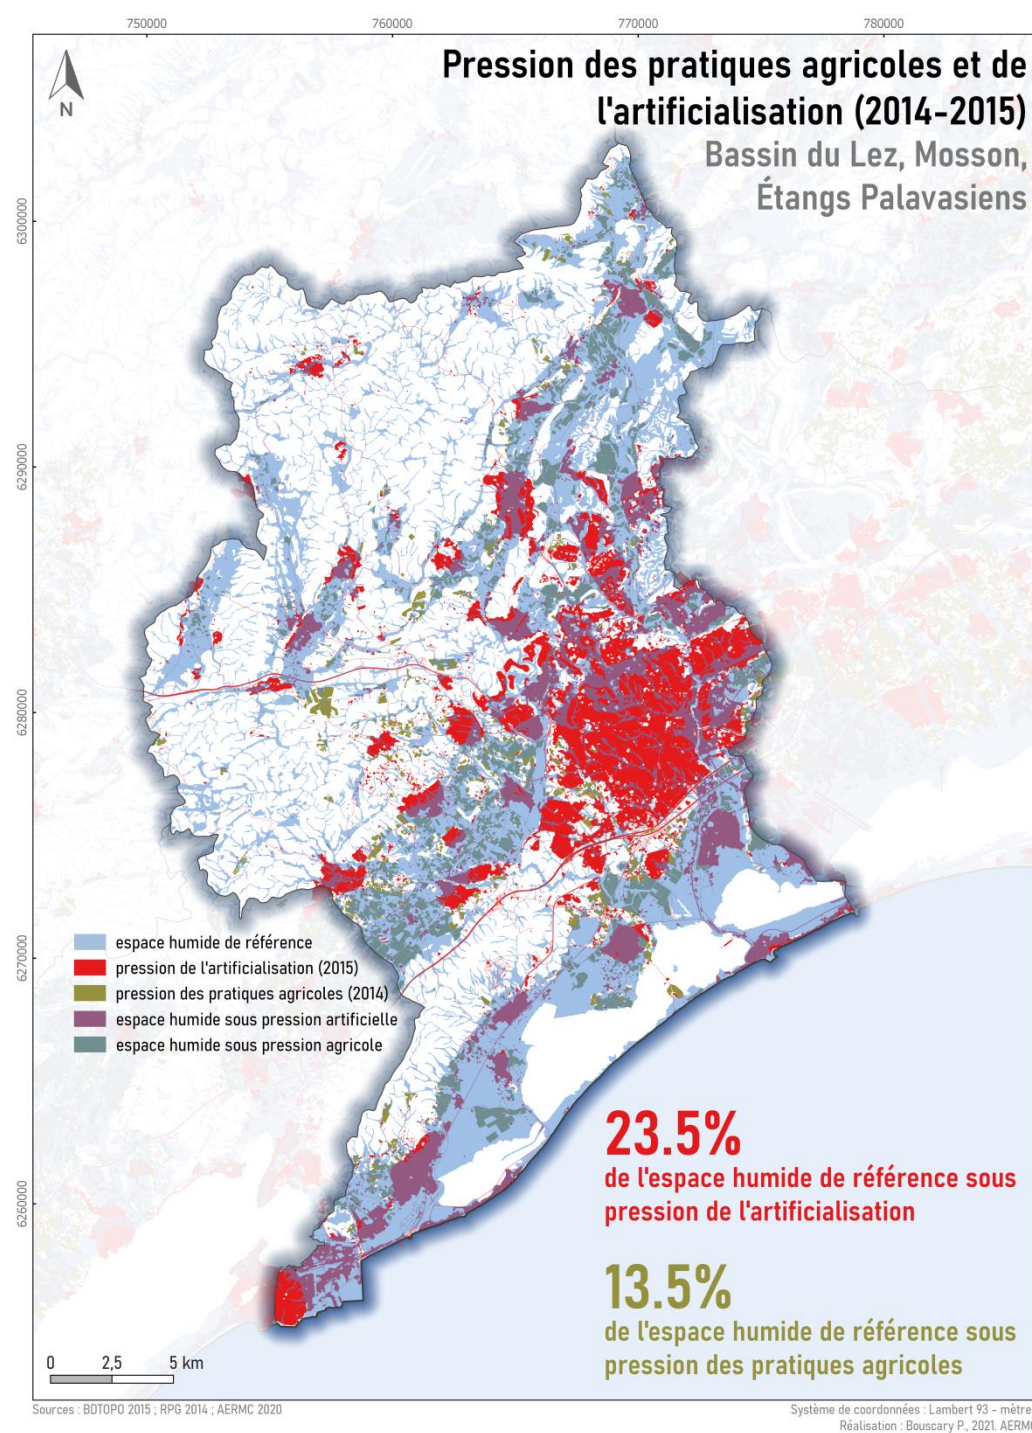 750000
760000
770000
780000
Pression des pratiques agricoles et de
l'artificialisation (2014-2015)
Bassin du Lez, Mosson,
Étangs Palavasiens
N
6300000
6290000
6280000
6270000
6260000
espace humide de référence
pression de l'artificialisation (2015)
pression des pratiques agricoles (2014)
espace humide sous pression artificielle
espace humide sous pression agricole
23.5%
de l'espace humide de référence sous
pression de l'artificialisation
13.5%
de l'espace humide de référence sous
pression des pratiques agricoles
0 2,5 5 km
Sources : BDTOPO 2015 ; RPG 2014 ; AERMC 2020
Système de coordonnées : Lambert 93 - mètre
Réalisation : Bouscary P., 2021. AERM